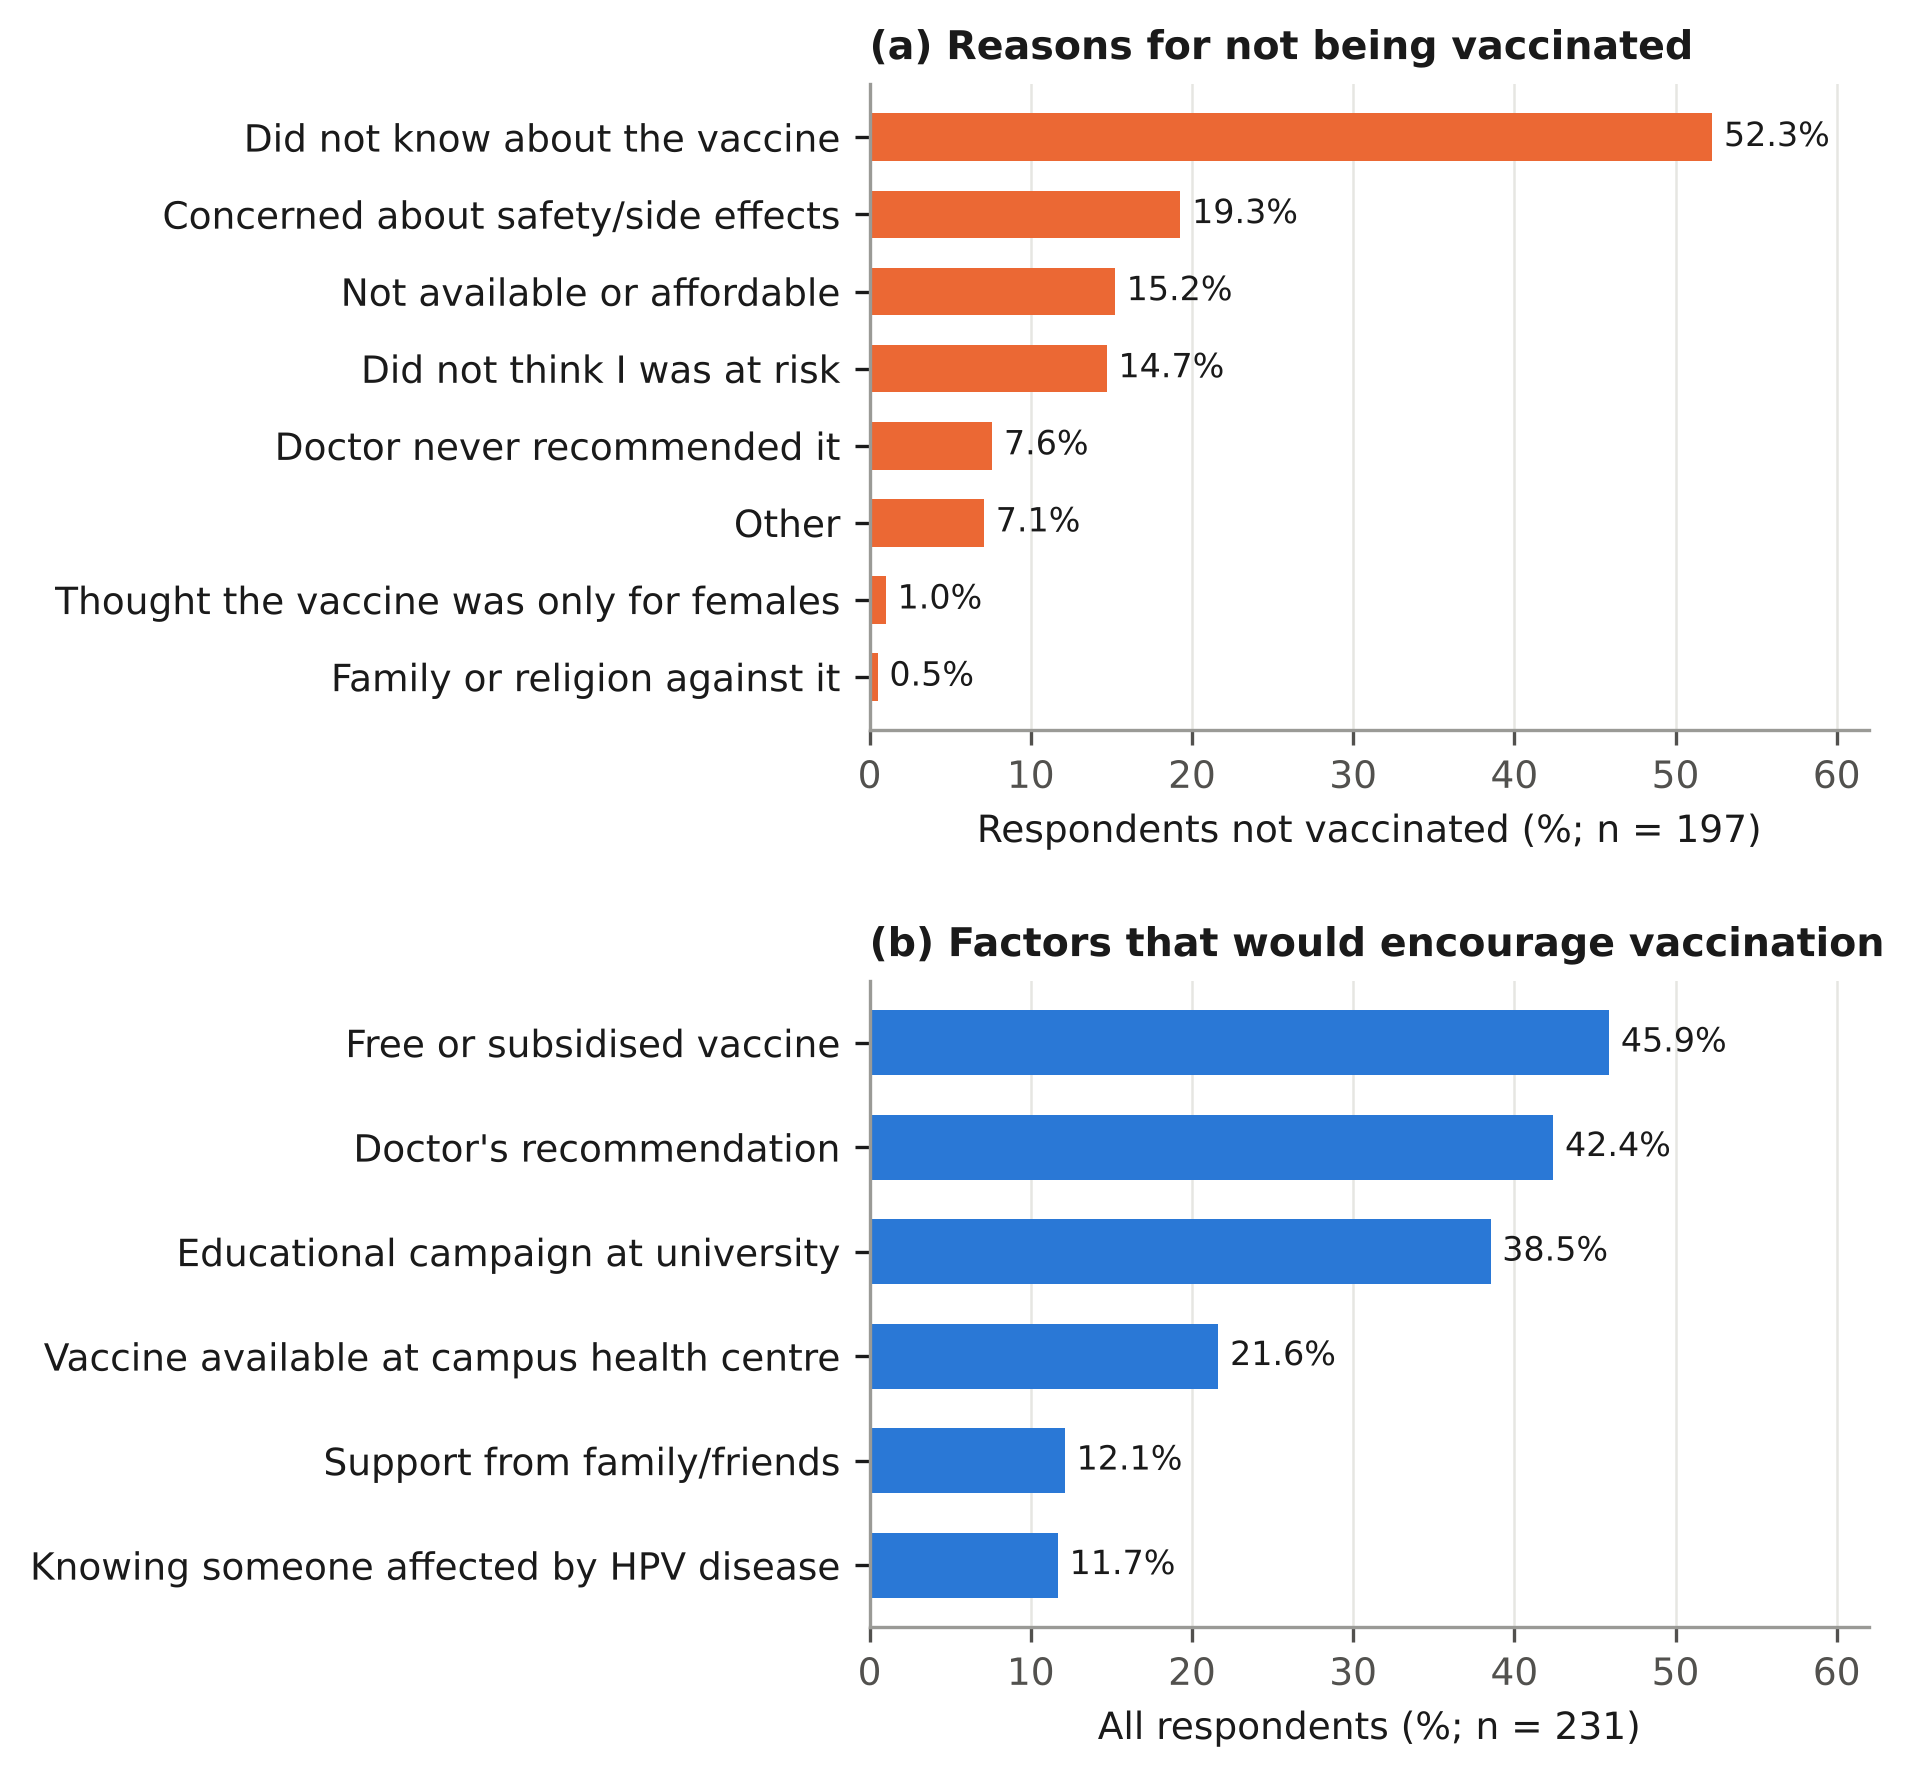 (a) Reasons for not being vaccinated
Did not know about the vaccine 52.3%
Concerned about safety/side effects 19.3%
Not available or affordable 15.2%
Did not think I was at risk 14.7%
Doctor never recommended it 7.6%
Other 7.1%
Thought the vaccine was only for females 1.0%
Family or religion against it 0.5%
0 10 20 30 40 50 60
Respondents not vaccinated (%; n = 197)
(b) Factors that would encourage vaccination
Free or subsidised vaccine 45.9%
Doctor's recommendation 42.4%
Educational campaign at university 38.5%
Vaccine available at campus health centre 21.6%
Support from family/friends 12.1%
Knowing someone affected by HPV disease 11.7%
0 10 20 30 40 50 60
All respondents (%; n = 231)